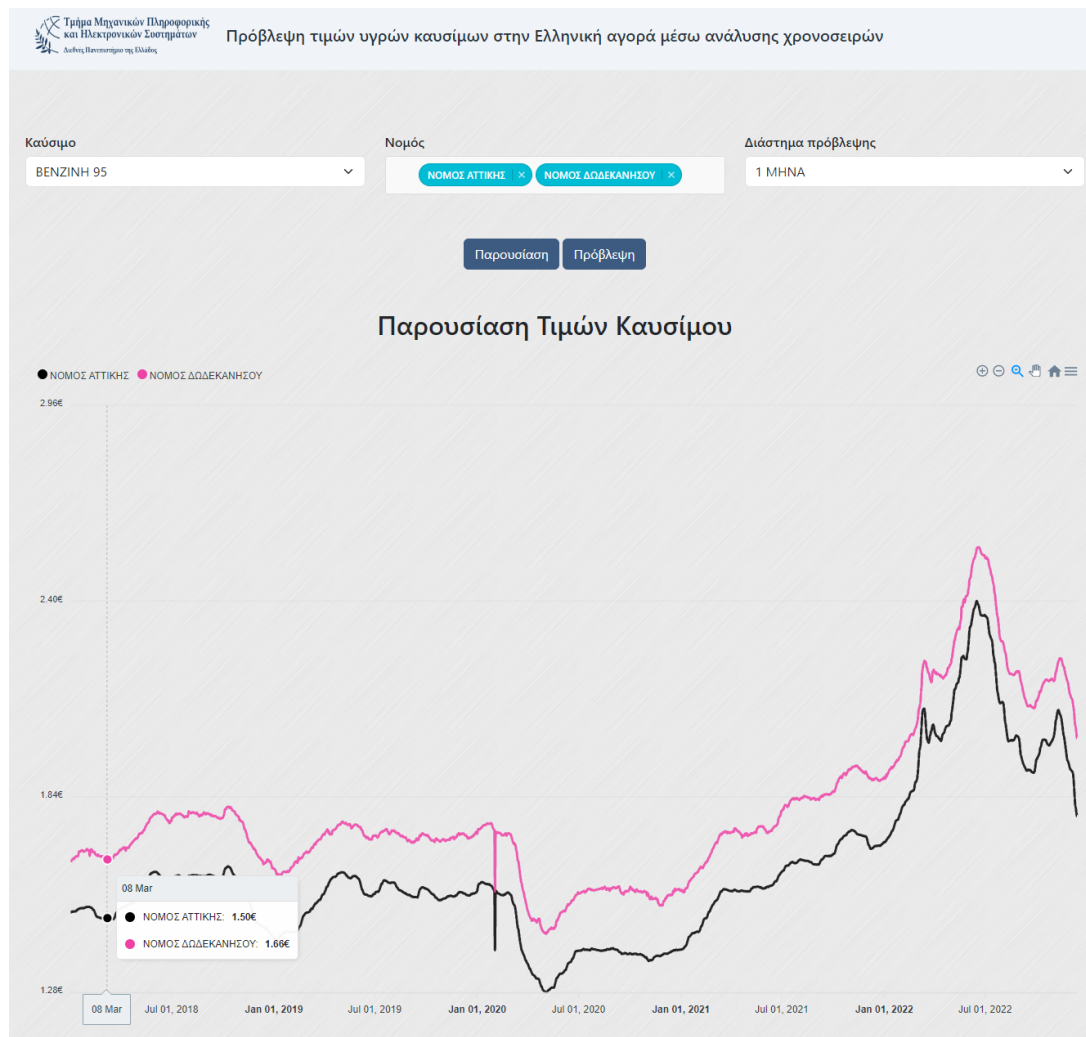 Τμήμα Μηχανικών Πληροφορικής
και Ηλεκτρονικών Συστημάτων
Διεθνές Πανεπιστήμιο της Ελλάδος
Πρόβλεψη τιμών υγρών καυσίμων στην Ελληνική αγορά μέσω ανάλυσης χρονοσειρών
Καύσιμο Νομός Διάστημα πρόβλεψης
ΒΕΝΖΙΝΗ 95 ΝΟΜΟΣ ΑΤΤΙΚΗΣ × ΝΟΜΟΣ ΔΩΔΕΚΑΝΗΣΟΥ × 1 ΜΗΝΑ
Παρουσίαση Πρόβλεψη
Παρουσίαση Τιμών Καυσίμου
ΝΟΜΟΣ ΑΤΤΙΚΗΣ ΝΟΜΟΣ ΔΩΔΕΚΑΝΗΣΟΥ
2.96€
2.40€
1.84€
08 Mar
ΝΟΜΟΣ ΑΤΤΙΚΗΣ: 1.50€
ΝΟΜΟΣ ΔΩΔΕΚΑΝΗΣΟΥ: 1.66€
1.28€
08 Mar Jul 01, 2018 Jan 01, 2019 Jul 01, 2019 Jan 01, 2020 Jul 01, 2020 Jan 01, 2021 Jul 01, 2021 Jan 01, 2022 Jul 01, 2022